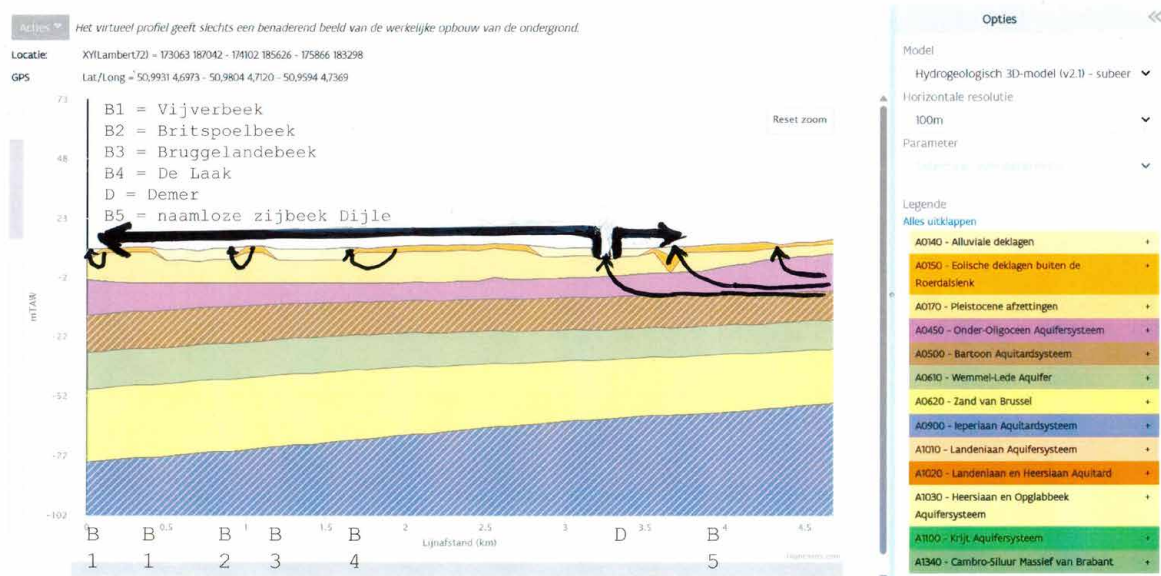 Acties
Het virtueel profiel geeft slechts een benaderend beeld van de werkelijke opbouw van de ondergrond.
Locatie: XY(Lambert72) = 173063 187042 - 174102 185626 - 175866 183298
GPS Lat/Long = 50,9931 4,6973 - 50,9804 4,7120 - 50,9594 4,7369
B1 = Vijverbeek
B2 = Britspoelbeek
B3 = Bruggelandebeek
B4 = De Laak
D = Demer
B5 = naamloze zijbeek Dijle
Reset zoom
73
48
23
-2
-22
-52
-77
-102
mTAW
0 0.5 1 1.5 2 2.5 3 3.5 4 4.5
B B B B B D B
1 1 2 3 4 5
Lijnafstand (km)
Opties
Model
Hydrogeologisch 3D-model (v2.1) - subeer
Horizontale resolutie
100m
Parameter
Legende
Alles uitklappen
A0140 - Alluviale deklagen +
A0150 - Eolische deklagen buiten de +
Roerdalslenk
A0170 - Pleistocene afzettingen +
A0450 - Onder-Oligoceen Aquifersysteem +
A0500 - Bartoon Aquitardsysteem +
A0610 - Wemmel-Lede Aquifer +
A0620 - Zand van Brussel +
A0900 - Ieperiaan Aquitardsysteem +
A1010 - Landeniaan Aquifersysteem +
A1020 - Landeniaan en Heersiaan Aquitard +
A1030 - Heersiaan en Opglabbeek +
Aquifersysteem
A1100 - Krijt Aquifersysteem +
A1340 - Cambro-Siluur Massief van Brabant +